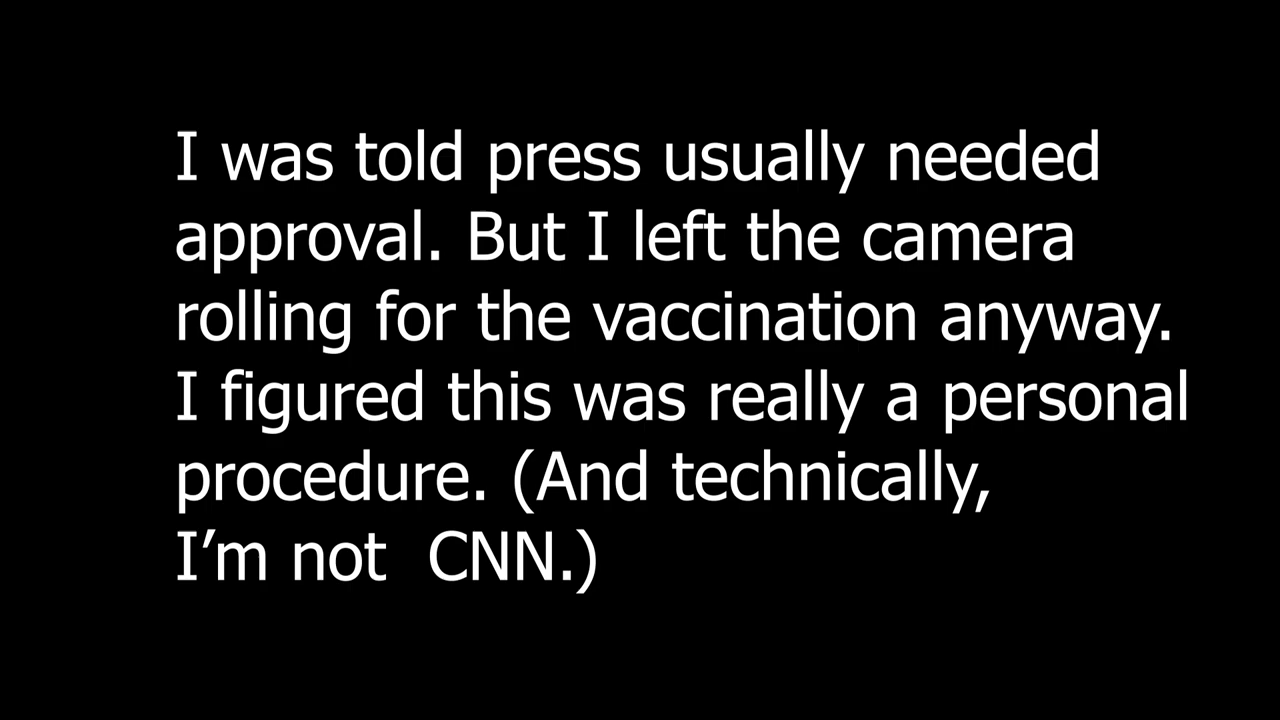 I was told press usually needed
approval. But I left the camera
rolling for the vaccination anyway.
I figured this was really a personal
procedure. (And technically,
I’m not  CNN.)